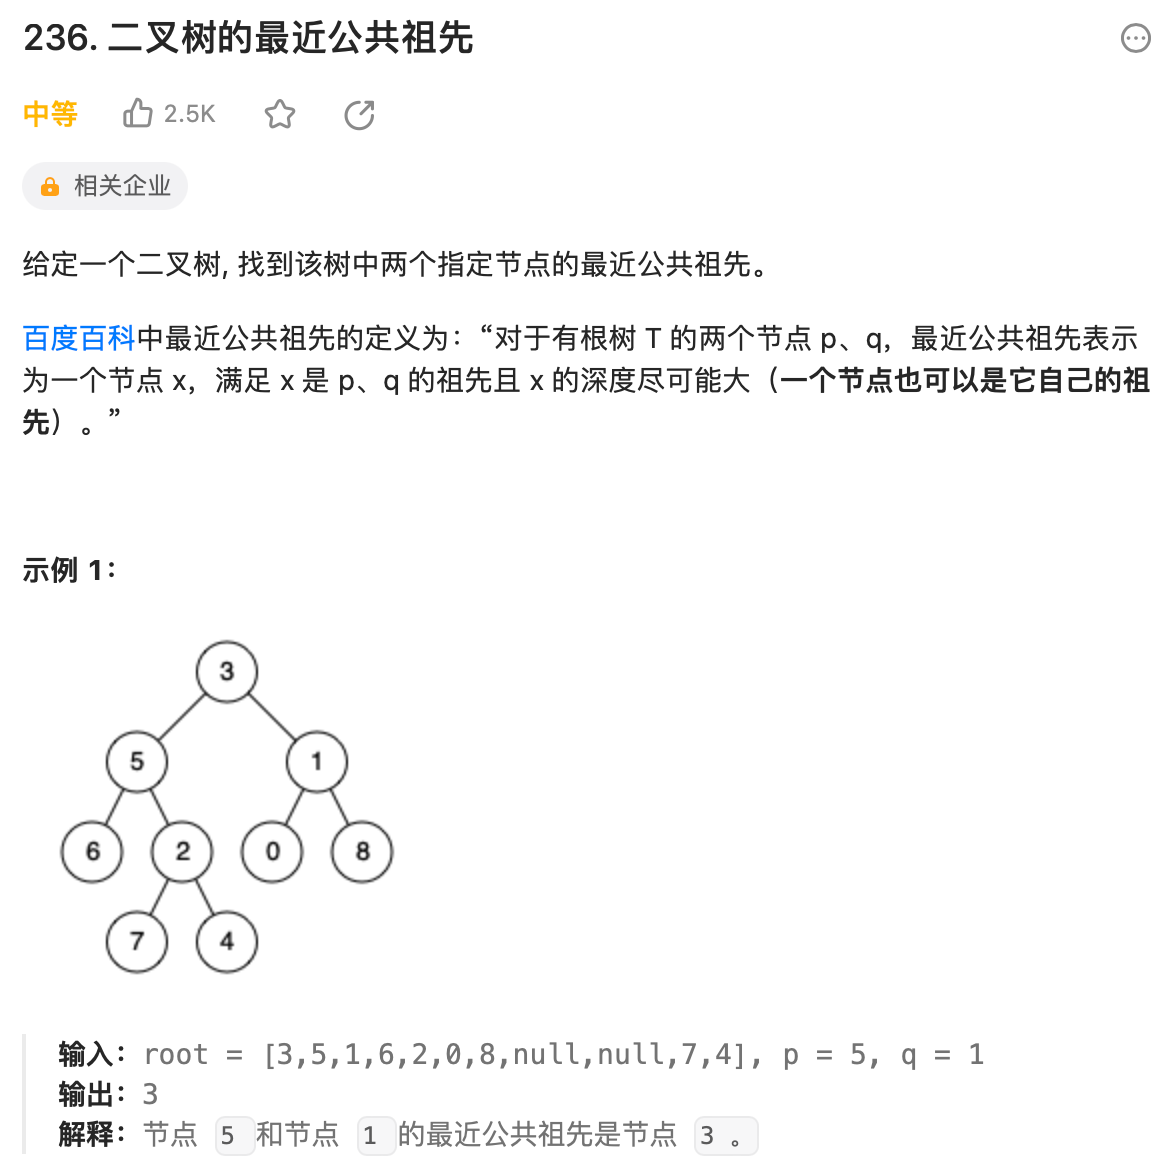 236. 二叉树的最近公共祖先
中等 2.5K
相关企业
给定一个二叉树, 找到该树中两个指定节点的最近公共祖先。
百度百科中最近公共祖先的定义为：“对于有根树 T 的两个节点 p、q，最近公共祖先表示
为一个节点 x，满足 x 是 p、q 的祖先且 x 的深度尽可能大（一个节点也可以是它自己的祖
先）。”
示例 1：
3
5 1
6 2 0 8
7 4
输入：root = [3,5,1,6,2,0,8,null,null,7,4], p = 5, q = 1
输出：3
解释：节点 5 和节点 1 的最近公共祖先是节点 3 。